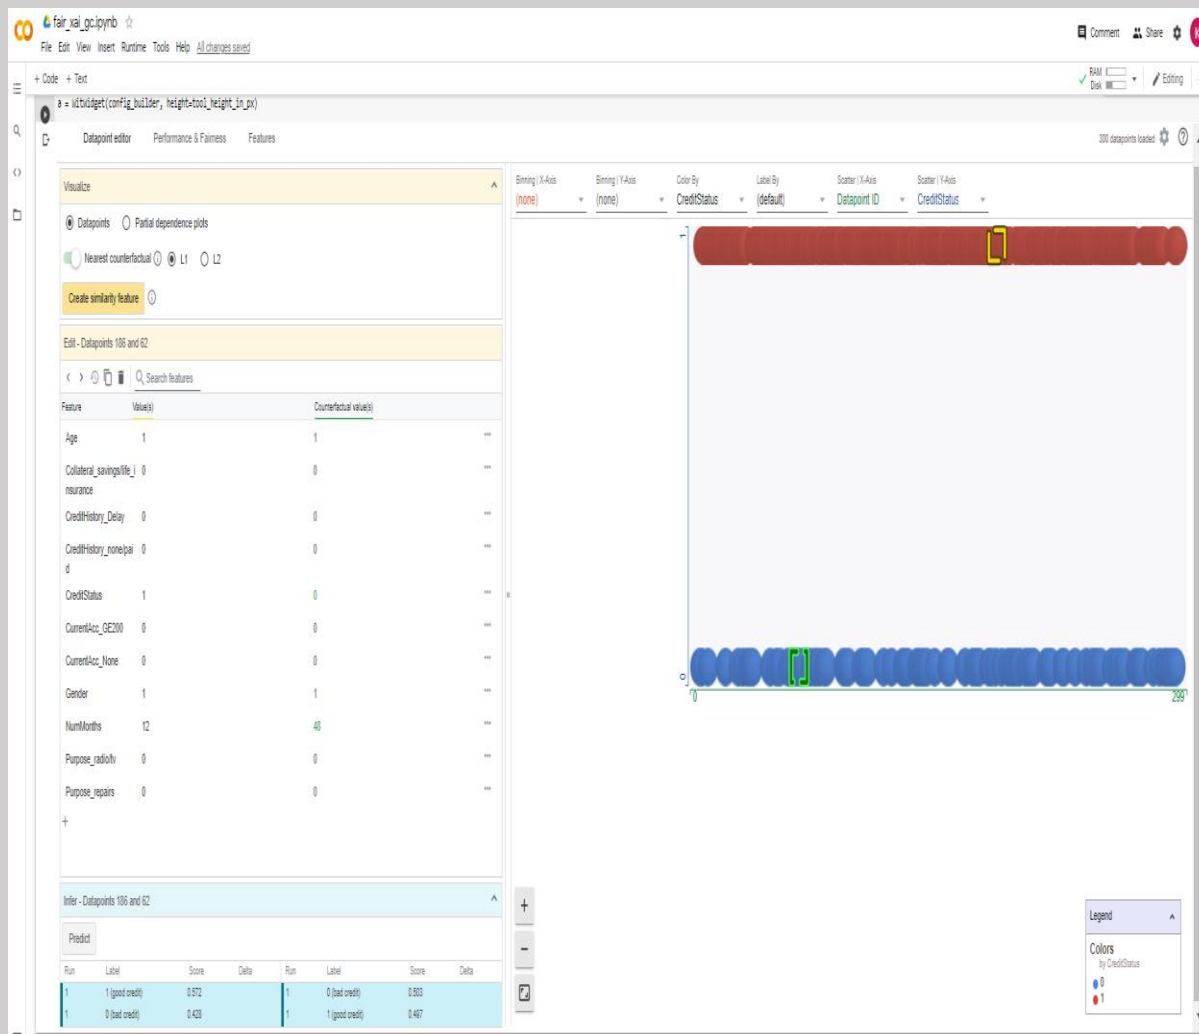 fair_xai_gc.ipynb
Comment Share
File Edit View Insert Runtime Tools Help All changes saved
+ Code + Text
RAM
Disk
Editing
a = WitWidget(config_builder, height=tool_height_in_px)
Datapoint editor Performance & Fairness Features
300 datapoints loaded
Visualize
Datapoints Partial dependence plots
Nearest counterfactual L1 L2
Create similarity feature
Edit - Datapoints 186 and 62
Search features
Feature Value(s) Counterfactual value(s)
Age 1 1
Collateral_savings/life_i 0 0
nsurance
CreditHistory_Delay 0 0
CreditHistory_none/pai 0 0
d
CreditStatus 1 0
CurrentAcc_GE200 0 0
CurrentAcc_None 0 0
Gender 1 1
NumMonths 12 48
Purpose_radio/tv 0 0
Purpose_repairs 0 0
+
Infer - Datapoints 186 and 62
Predict
Run Label Score Delta Run Label Score Delta
1 1 (good credit) 0.572 1 0 (bad credit) 0.503
1 0 (bad credit) 0.428 1 1 (good credit) 0.497
Binning | X-Axis Binning | Y-Axis Color By Label By Scatter | X-Axis Scatter | Y-Axis
(none) (none) CreditStatus (default) Datapoint ID CreditStatus
1
0
0 299
+
−
Legend
Colors
by CreditStatus
0
1